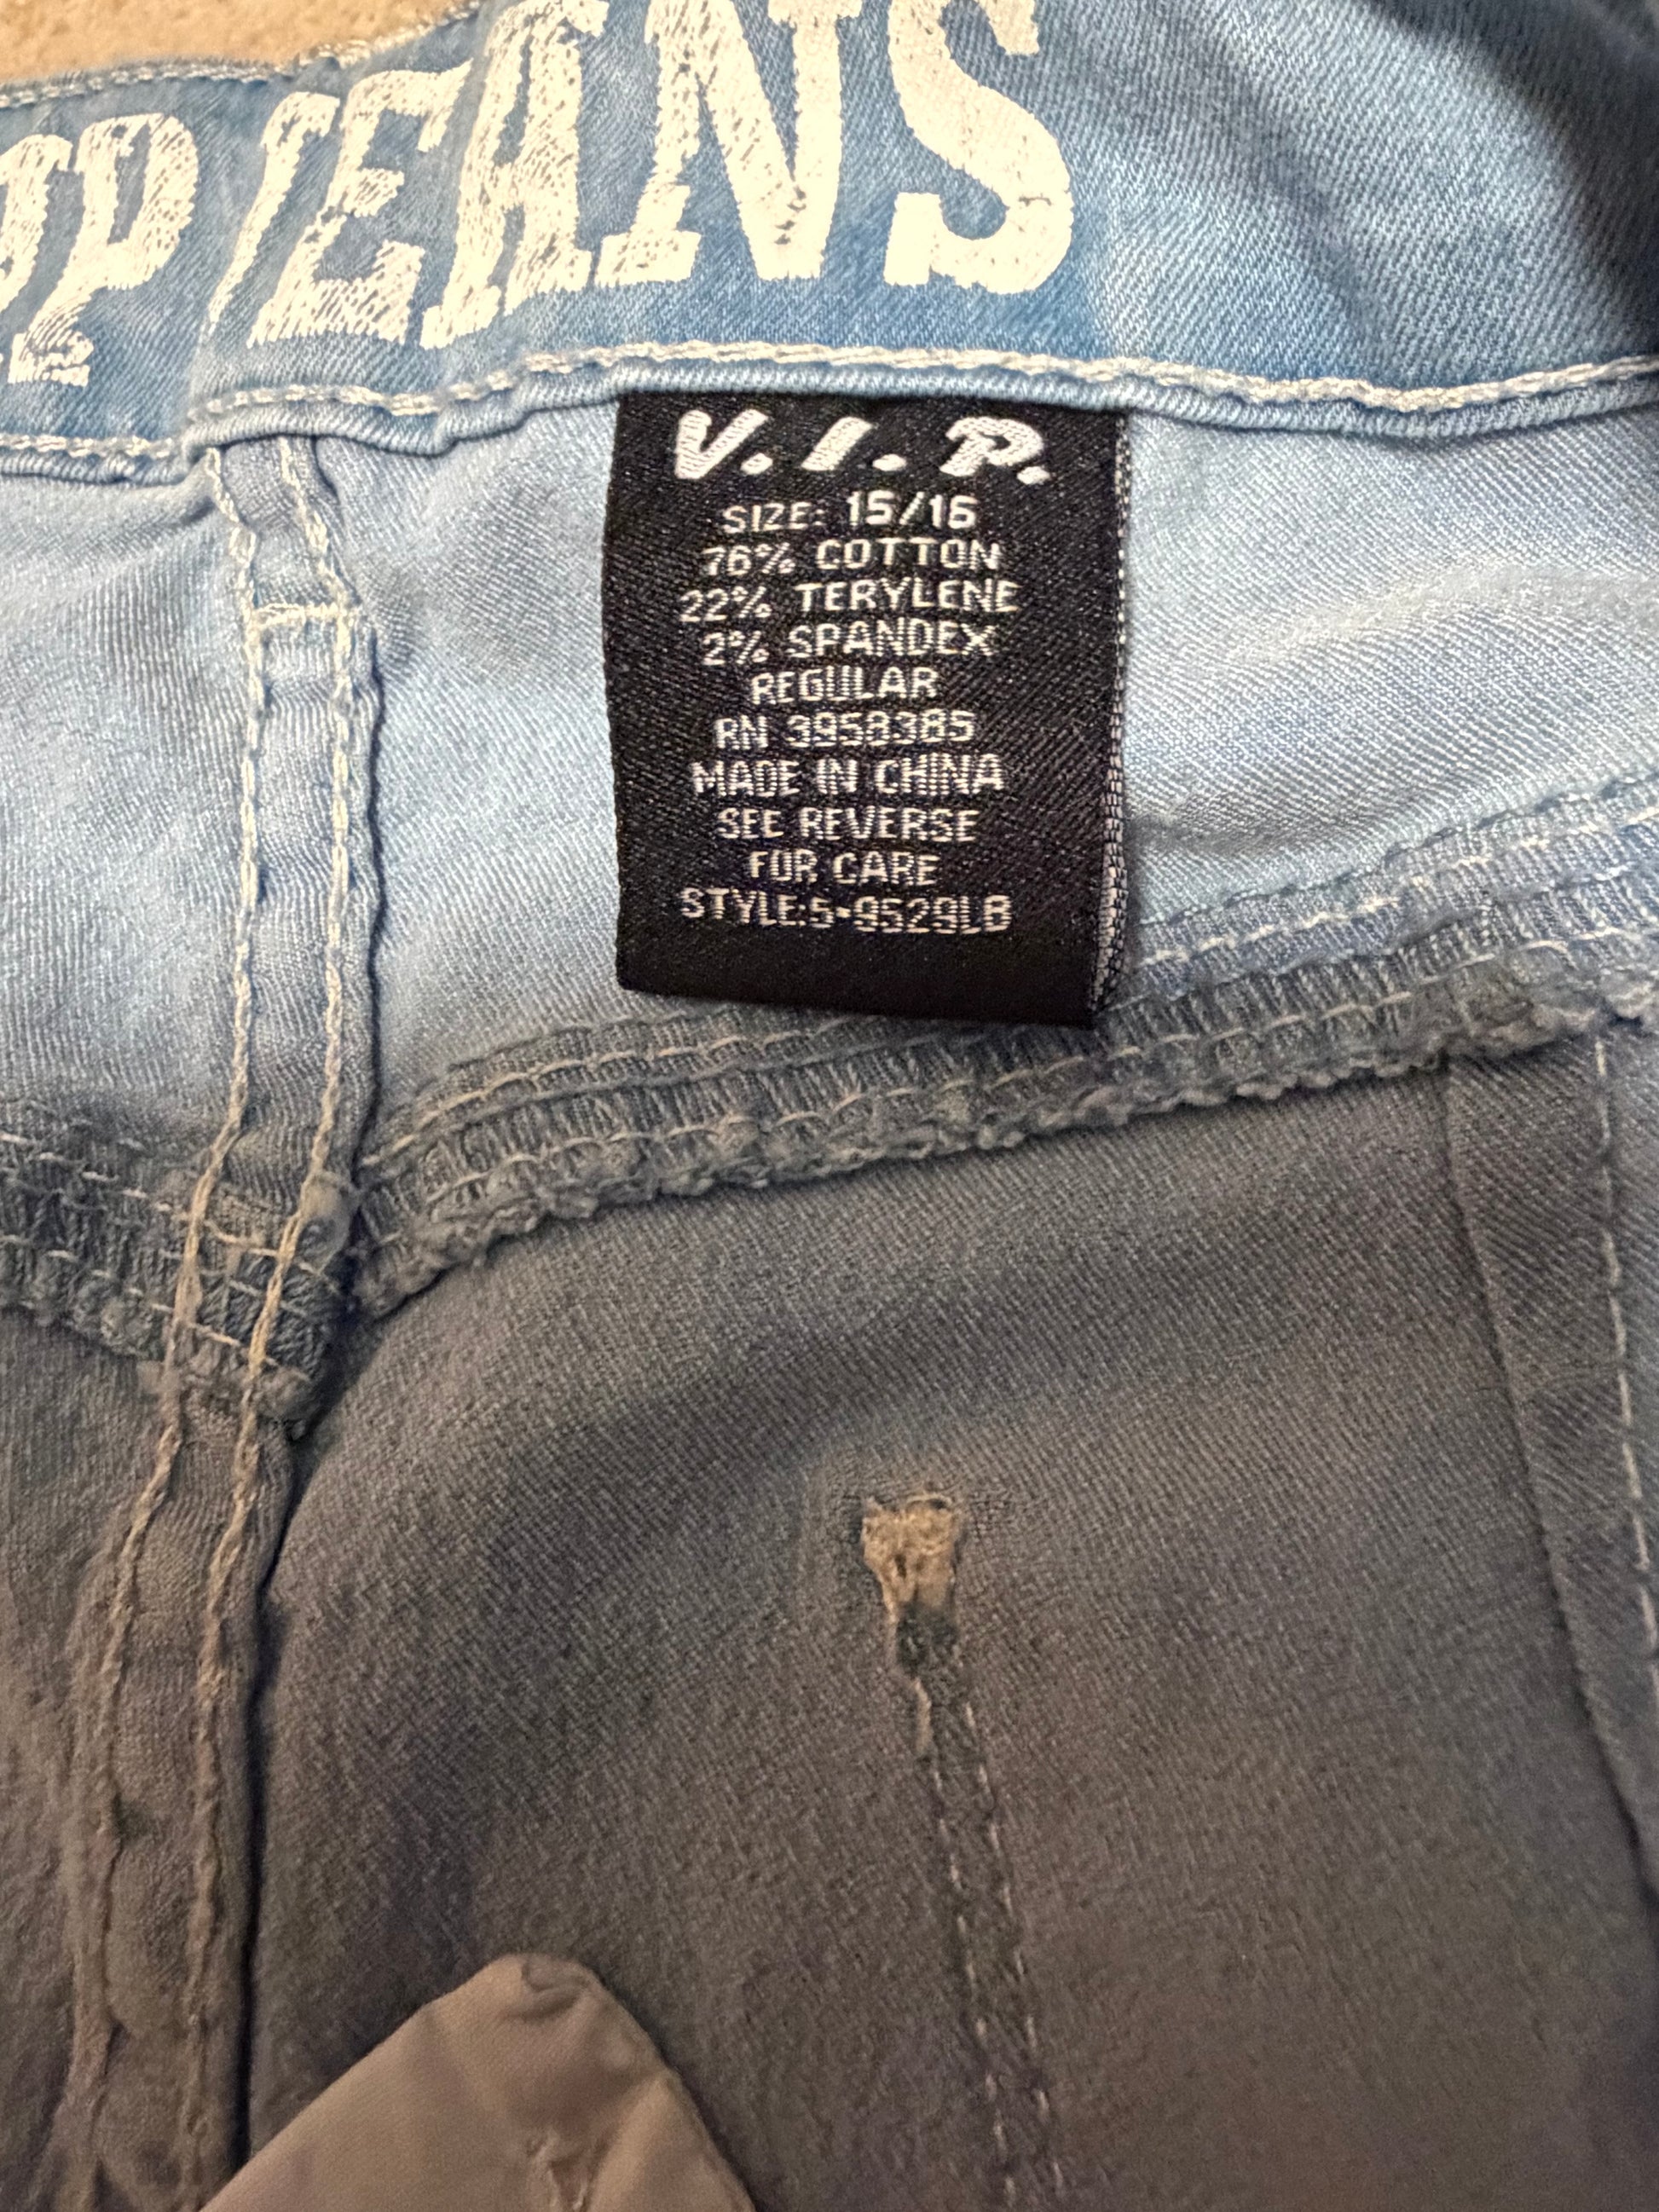 P JEANS
V.I.P.
SIZE: 15/16
76% COTTON
22% TERYLENE
2% SPANDEX
REGULAR
RN 3958385
MADE IN CHINA
SEE REVERSE
FOR CARE
STYLE:5-9529LB